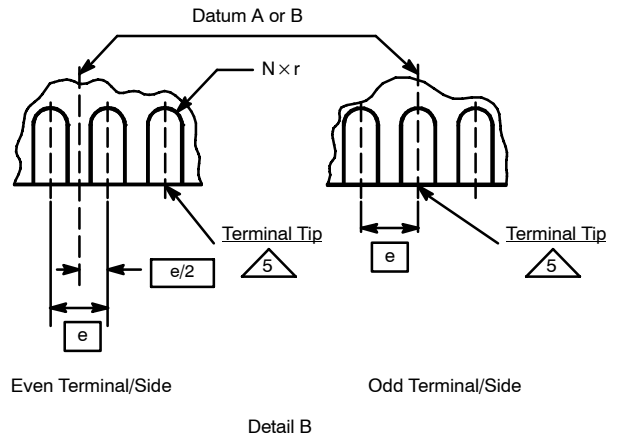 Datum A or B
N×r
Terminal Tip
5
e/2
e
Terminal Tip
5
e
Even Terminal/Side
Odd Terminal/Side
Detail B